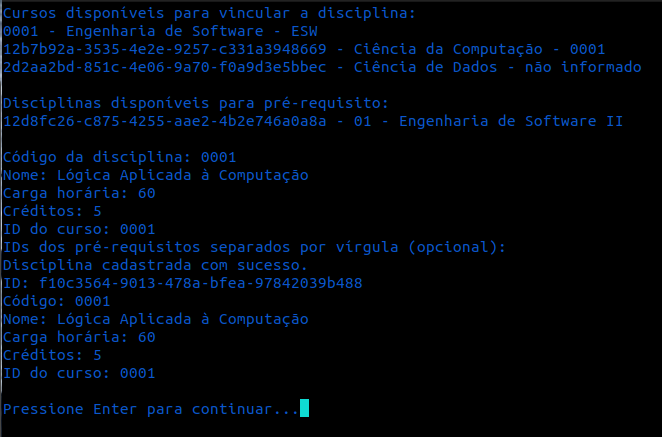 Cursos disponíveis para vincular a disciplina:
0001 - Engenharia de Software - ESW
12b7b92a-3535-4e2e-9257-c331a3948669 - Ciência da Computação - 0001
2d2aa2bd-851c-4e06-9a70-f0a9d3e5bbec - Ciência de Dados - não informado
Disciplinas disponíveis para pré-requisito:
12d8fc26-c875-4255-aae2-4b2e746a0a8a - 01 - Engenharia de Software II
Código da disciplina: 0001
Nome: Lógica Aplicada à Computação
Carga horária: 60
Créditos: 5
ID do curso: 0001
IDs dos pré-requisitos separados por vírgula (opcional):
Disciplina cadastrada com sucesso.
ID: f10c3564-9013-478a-bfea-97842039b488
Código: 0001
Nome: Lógica Aplicada à Computação
Carga horária: 60
Créditos: 5
ID do curso: 0001
Pressione Enter para continuar...